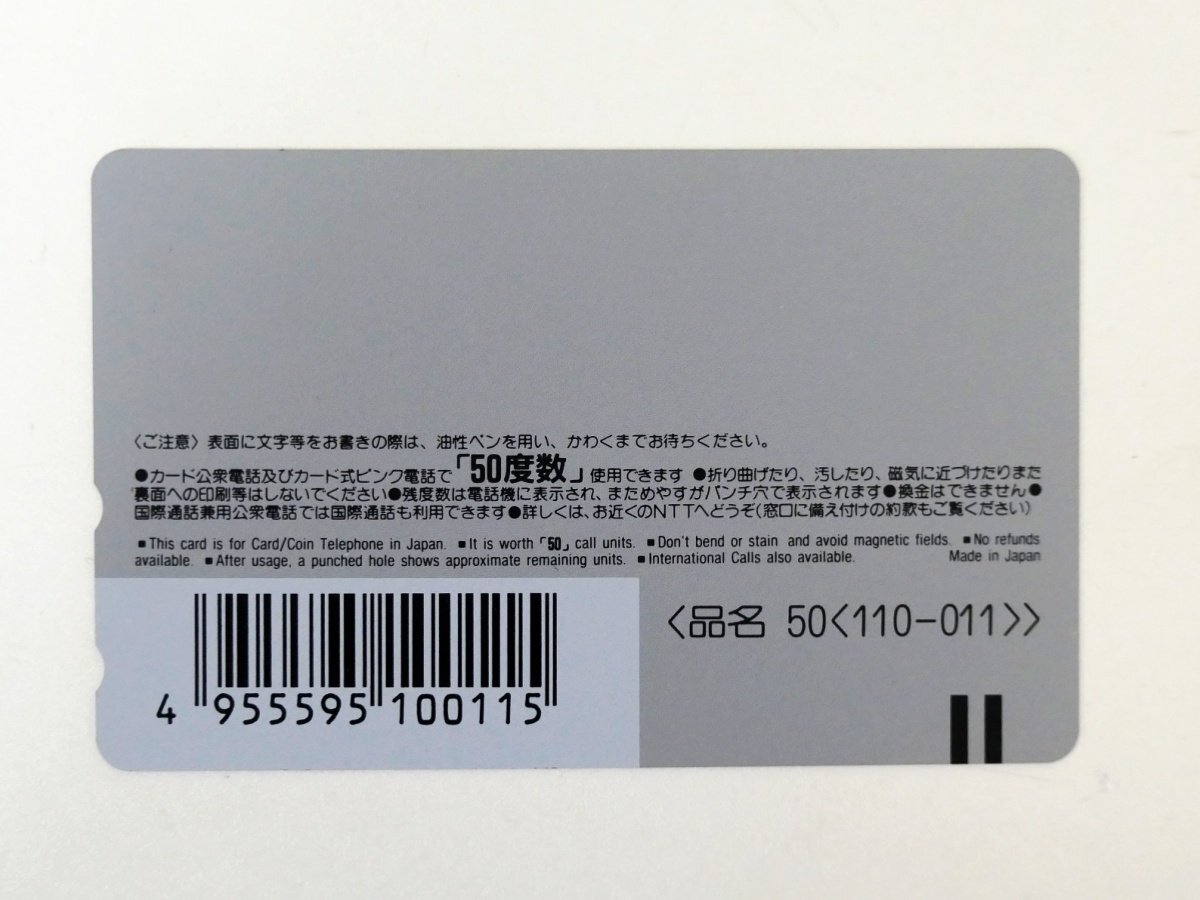 〈ご注意〉表面に文字等をお書きの際は、油性ペンを用い、かわくまでお待ちください。
●カード公衆電話及びカード式ピンク電話で「50度数」使用できます ●折り曲げたり、汚したり、磁気に近づけたりまた
裏面への印刷等はしないでください●残度数は電話機に表示され、まためやすがパンチ穴で表示されます●換金はできません●
国際通話兼用公衆電話では国際通話も利用できます●詳しくは、お近くのNTTへどうぞ(窓口に備え付けの約款もご覧ください)
■This card is for Card/Coin Telephone in Japan. ■It is worth「50」call units. ■Don't bend or stain and avoid magnetic fields. ■No refunds
available. ■After usage, a punched hole shows approximate remaining units. ■International Calls also available. Made in Japan
〈品名 50〈110-011〉〉
4 955595 100115